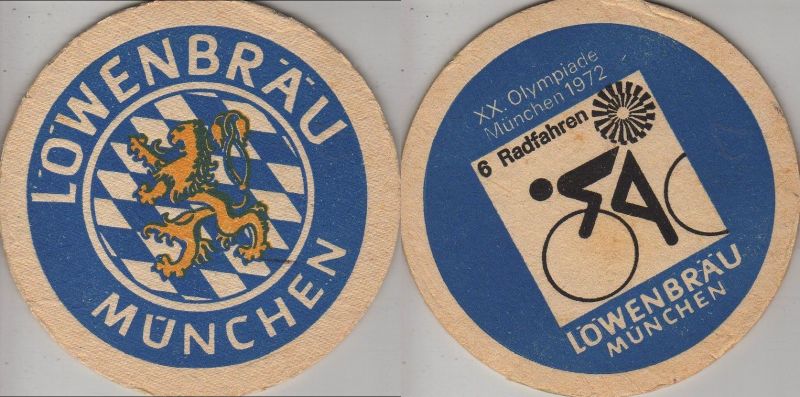 LÖWENBRÄU
MÜNCHEN
XX. Olympiade
München 1972
6 Radfahren
LÖWENBRÄU
MÜNCHEN